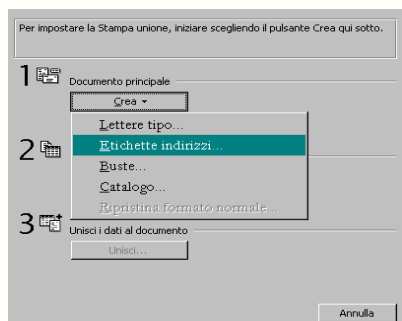 Per impostare la Stampa unione, iniziare scegliendo il pulsante Crea qui sotto.
1
Documento principale
Crea
Lettere tipo...
Etichette indirizzi...
2
Buste...
Catalogo...
Ripristina formato normale...
3
Unisci i dati al documento
Unisci...
Annulla